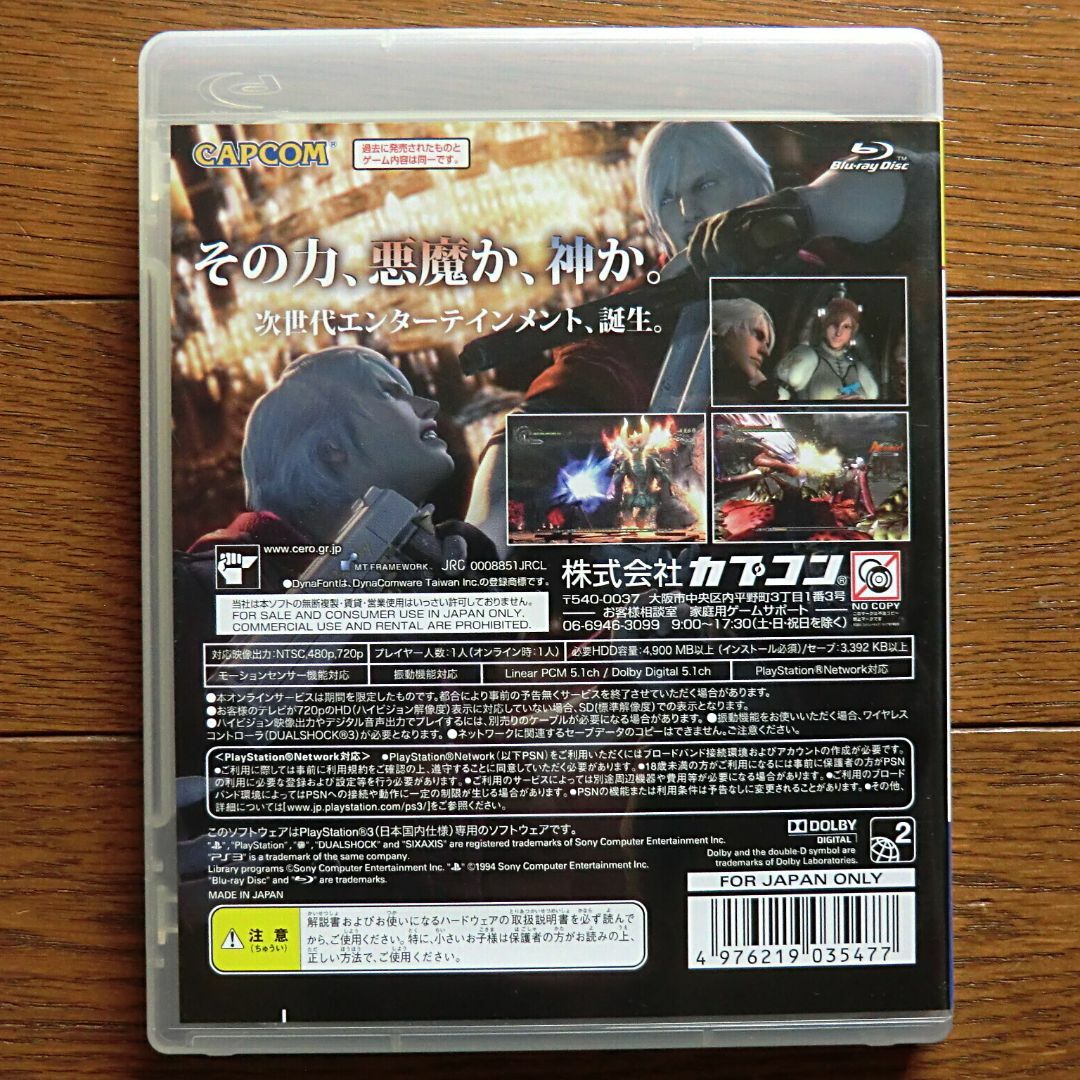 CAPCOM®
過去に発売されたものと
ゲーム内容は同一です。
Blu-ray Disc™
その力、悪魔か、神か。
次世代エンターテインメント、誕生。
www.cero.gr.jp
MT FRAMEWORK
JRC 0008851JRCL
●DynaFontは、DynaComware Taiwan Inc.の登録商標です。
当社は本ソフトの無断複製・賃貸・営業使用はいっさい許可しておりません。
FOR SALE AND CONSUMER USE IN JAPAN ONLY.
COMMERCIAL USE AND RENTAL ARE PROHIBITED.
株式会社カプコン®
〒540-0037 大阪市中央区内平野町3丁目1番3号
お客様相談室 家庭用ゲームサポート
06-6946-3099 9:00〜17:30(土・日・祝日を除く)
NO COPY
対応映像出力:NTSC,480p,720p プレイヤー人数:1人(オンライン時:1人) 必要HDD容量:4,900 MB以上(インストール必須)/セーブ:3,392 KB以上
モーションセンサー機能対応 振動機能対応 Linear PCM 5.1ch / Dolby Digital 5.1ch PlayStation®Network対応
●本オンラインサービスは期間を限定したものです。都合により事前の予告無くサービスを終了させていただく場合があります。
●お客様のテレビが720pのHD(ハイビジョン解像度)表示に対応していない場合、SD(標準解像度)での表示となります。
●ハイビジョン映像出力やデジタル音声出力でプレイするには、別売りのケーブルが必要になる場合があります。●振動機能をお使いいただく場合、ワイヤレス
コントローラ(DUALSHOCK®3)が必要となります。●ネットワークに関連するセーブデータのコピーはできません。ご注意ください。
<PlayStation®Network対応> ●PlayStation®Network(以下PSN)をご利用いただくにはブロードバンド接続環境およびアカウントの作成が必要です。
●ご利用に際しては事前に利用規約をご確認の上、遵守することに同意していただく必要があります。●18歳未満の方がご利用になるには事前に保護者の方がPSN
の利用に必要な登録および設定等を行う必要があります。●ご利用のサービスによっては別途周辺機器や費用等が必要になる場合があります。●ご利用のブロード
バンド環境によってはPSNへの接続や動作に一定の制限が生じる場合があります。●PSNの機能または利用条件は予告なしに変更されることがあります。●その他、
詳細については[www.jp.playstation.com/ps3/]をご参照ください。
このソフトウェアはPlayStation®3(日本国内仕様)専用のソフトウェアです。
"PlayStation", "DUALSHOCK" and "SIXAXIS" are registered trademarks of Sony Computer Entertainment Inc.
"PS3" is a trademark of the same company.
Library programs ©Sony Computer Entertainment Inc. ©1994 Sony Computer Entertainment Inc.
"Blu-ray Disc" and are trademarks.
MADE IN JAPAN
DOLBY
DIGITAL
Dolby and the double-D symbol are
trademarks of Dolby Laboratories.
2
FOR JAPAN ONLY
注意
(ちゅうい)
解説書およびお使いになるハードウェアの取扱説明書を必ず読んで
から、ご使用ください。特に、小さいお子様は保護者の方がお読みの上、
正しい方法で、ご使用ください。
4 976219 035477